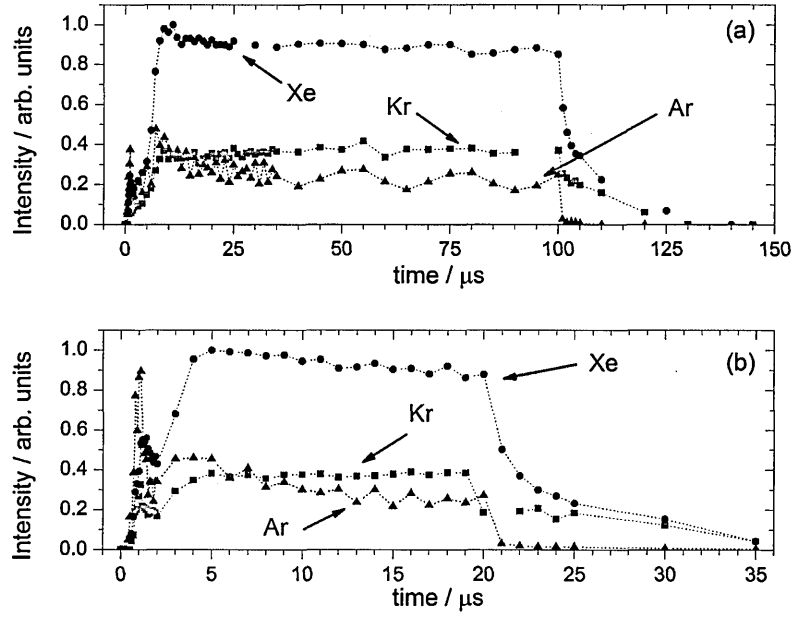 (a)
Intensity / arb. units
1.0
0.8
0.6
0.4
0.2
0.0
Xe
Kr
Ar
0 25 50 75 100 125 150
time / μs
(b)
Intensity / arb. units
1.0
0.8
0.6
0.4
0.2
0.0
Xe
Kr
Ar
0 5 10 15 20 25 30 35
time / μs